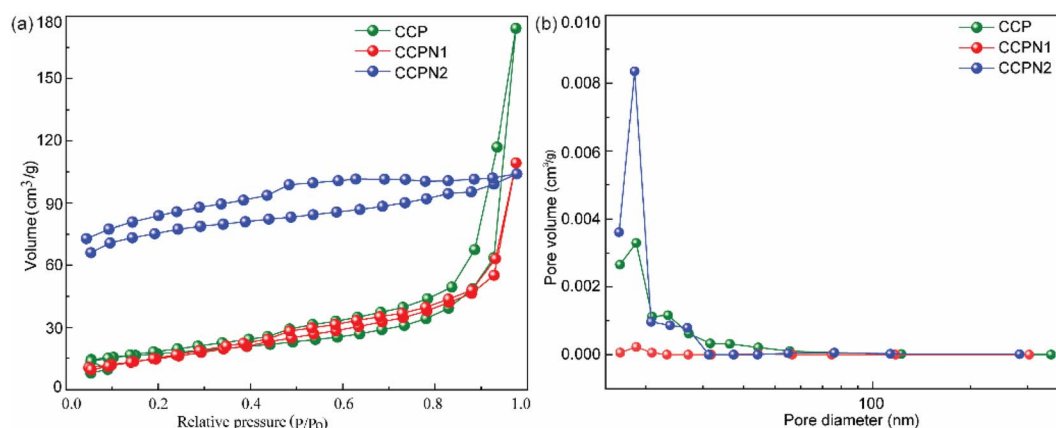 (a)
180
150
120
90
60
30
0
Volume(cm³/g)
0.0 0.2 0.4 0.6 0.8 1.0
Relative pressure (P/P0)
CCP
CCPN1
CCPN2
(b)
0.010
0.008
0.006
0.004
0.002
0.000
Pore volume (cm³/g)
100
Pore diameter (nm)
CCP
CCPN1
CCPN2